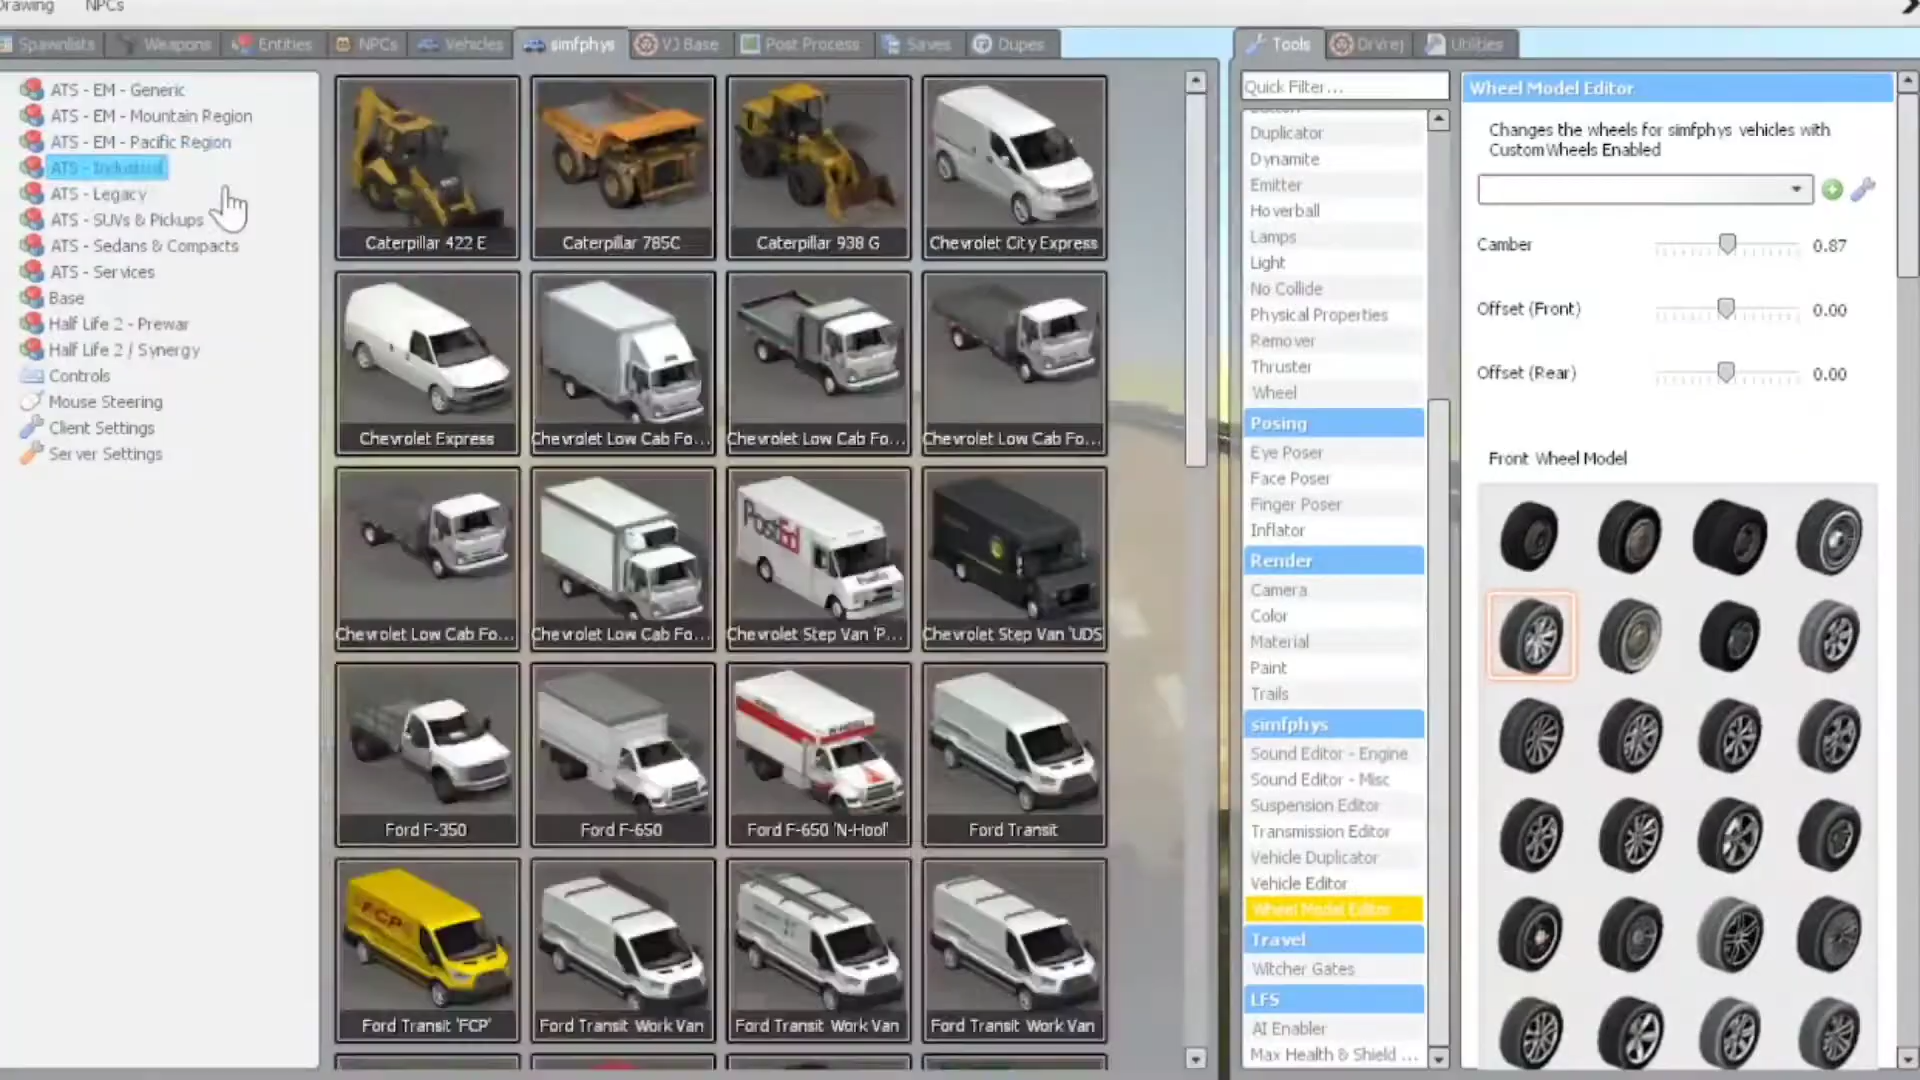 Drawing NPCs
Spawnlists Weapons Entities NPCs Vehicles simfphys VJ Base Post Process Saves Dupes
Tools DrVrej Utilities
ATS - EM - Generic
ATS - EM - Mountain Region
ATS - EM - Pacific Region
ATS - Industrial
ATS - Legacy
ATS - SUVs & Pickups
ATS - Sedans & Compacts
ATS - Services
Base
Half Life 2 - Prewar
Half Life 2 / Synergy
Controls
Mouse Steering
Client Settings
Server Settings
Caterpillar 422 E
Caterpillar 785C
Caterpillar 938 G
Chevrolet City Express
Chevrolet Express
Chevrolet Low Cab Fo...
Chevrolet Low Cab Fo...
Chevrolet Low Cab Fo...
Chevrolet Low Cab Fo...
Chevrolet Low Cab Fo...
PostEd
Chevrolet Step Van 'P...
Chevrolet Step Van 'UDS
Ford F-350
Ford F-650
Ford F-650 'N-Hool'
Ford Transit
FCP
Ford Transit 'FCP'
Ford Transit Work Van
Ford Transit Work Van
Ford Transit Work Van
Quick Filter...
Button
Duplicator
Dynamite
Emitter
Hoverball
Lamps
Light
No Collide
Physical Properties
Remover
Thruster
Wheel
Posing
Eye Poser
Face Poser
Finger Poser
Inflator
Render
Camera
Color
Material
Paint
Trails
simfphys
Sound Editor - Engine
Sound Editor - Misc
Suspension Editor
Transmission Editor
Vehicle Duplicator
Vehicle Editor
Wheel Model Editor
Travel
Witcher Gates
LFS
AI Enabler
Max Health & Shield ...
Wheel Model Editor
Changes the wheels for simfphys vehicles with
CustomWheels Enabled
Camber 0.87
Offset (Front) 0.00
Offset (Rear) 0.00
Front Wheel Model